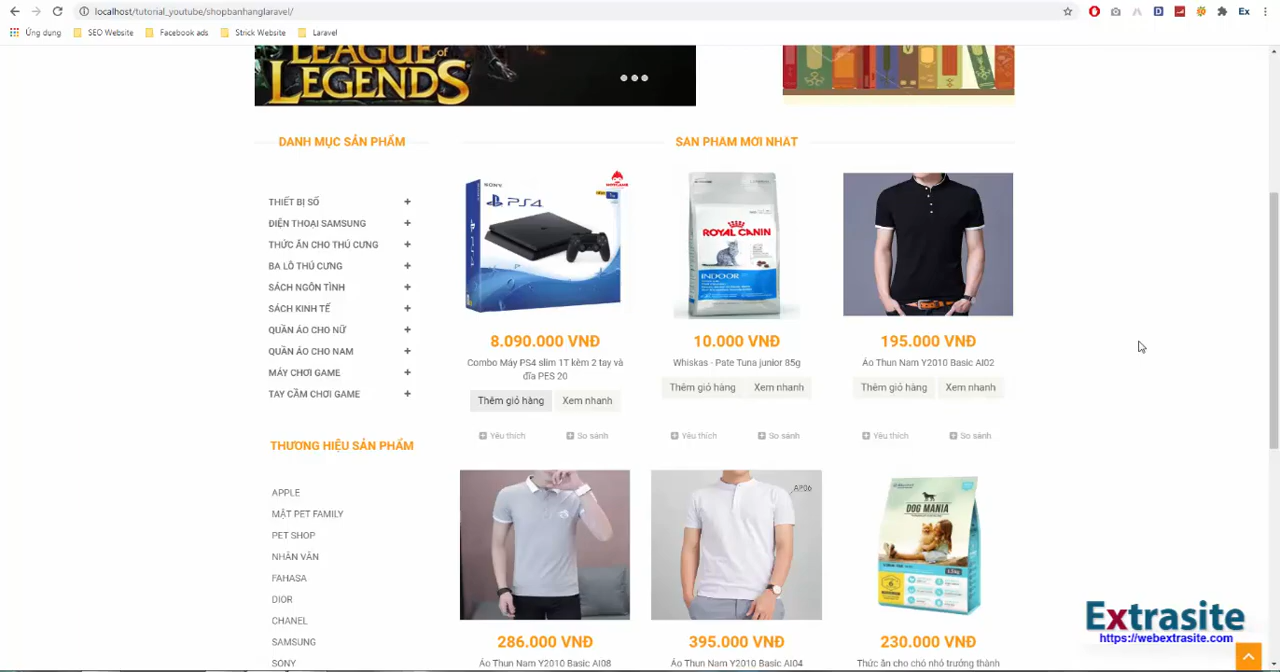 localhost/tutorial_youtube/shopbanhanglaravel/
Ex
Ứng dụng
SEO Website
Facebook ads
Strick Website
Laravel
LEAGUE of
LEGENDS
DANH MỤC SẢN PHẨM
THIẾT BỊ SỐ
ĐIỆN THOẠI SAMSUNG
THỨC ĂN CHO THÚ CƯNG
BA LÔ THÚ CƯNG
SÁCH NGÔN TÌNH
SÁCH KINH TẾ
QUẦN ÁO CHO NỮ
QUẦN ÁO CHO NAM
MÁY CHƠI GAME
TAY CẦM CHƠI GAME
THƯƠNG HIỆU SẢN PHẨM
APPLE
MẬT PET FAMILY
PET SHOP
NHÂN VĂN
FAHASA
DIOR
CHANEL
SAMSUNG
SONY
SẢN PHẨM MỚI NHẤT
SONY
PS4
8.090.000 VNĐ
Combo Máy PS4 slim 1T kèm 2 tay và
đĩa PES 20
Thêm giỏ hàng
Xem nhanh
Yêu thích
So sánh
ROYAL CANIN
INDOOR
10.000 VNĐ
Whiskas - Pate Tuna junior 85g
Thêm giỏ hàng
Xem nhanh
Yêu thích
So sánh
195.000 VNĐ
Áo Thun Nam Y2010 Basic AI02
Thêm giỏ hàng
Xem nhanh
Yêu thích
So sánh
286.000 VNĐ
Áo Thun Nam Y2010 Basic AI08
AP06
395.000 VNĐ
Áo Thun Nam Y2010 Basic AI04
DOG MANIA
230.000 VNĐ
Thức ăn cho chó nhỏ trưởng thành
Extrasite
https://webextrasite.com